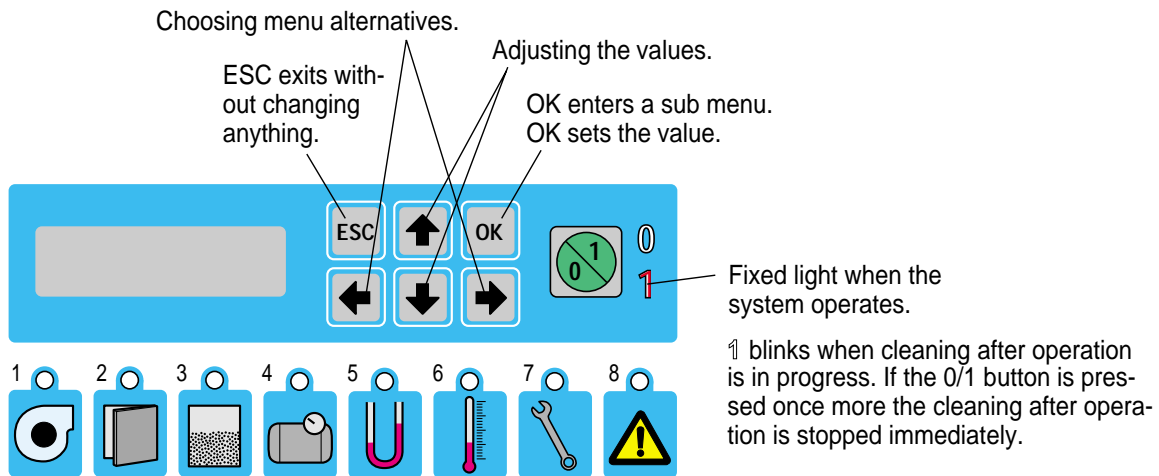 Choosing menu alternatives.
Adjusting the values.
ESC exits with-
out changing
anything.
OK enters a sub menu.
OK sets the value.
ESC
OK
1
0
0
1
Fixed light when the
system operates.
1 blinks when cleaning after operation
is in progress. If the 0/1 button is pres-
sed once more the cleaning after opera-
tion is stopped immediately.
1 2 3 4 5 6 7 8